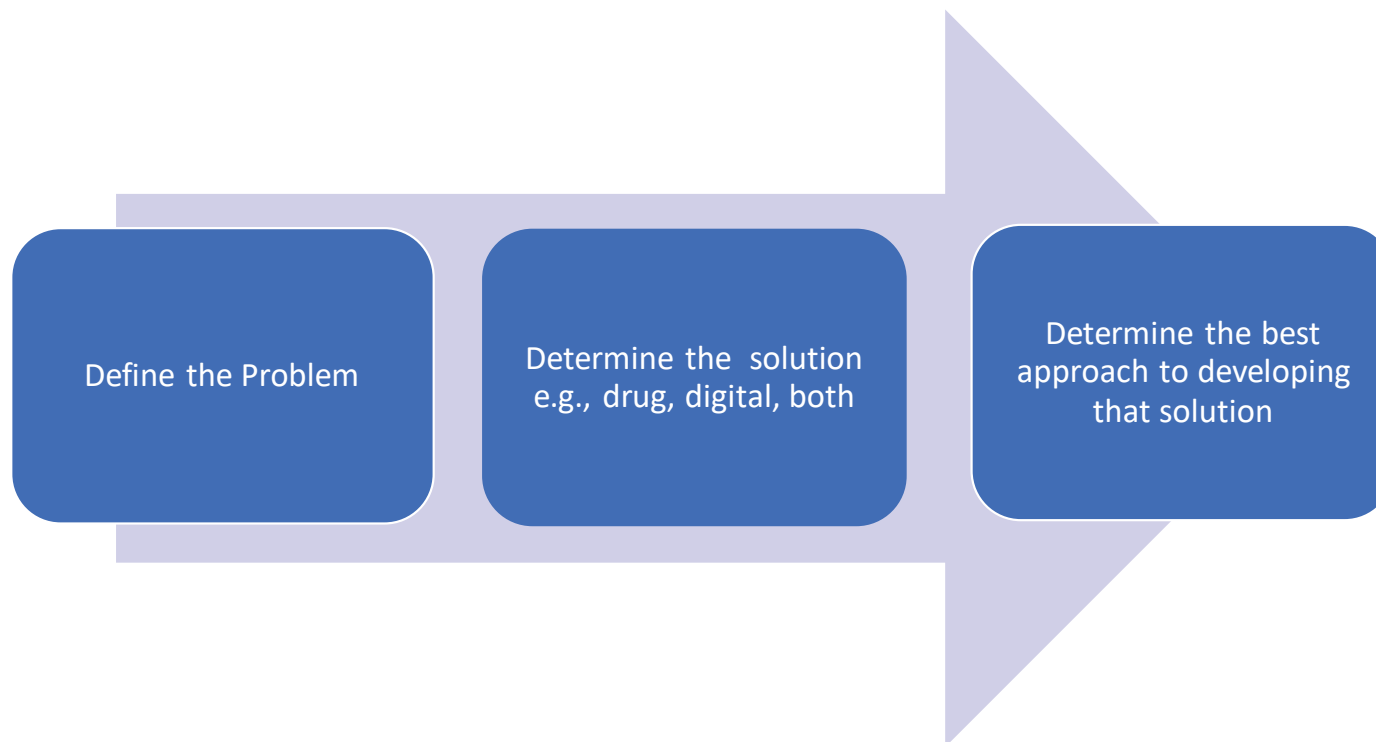 Define the Problem
Determine the solution
e.g., drug, digital, both
Determine the best
approach to developing
that solution